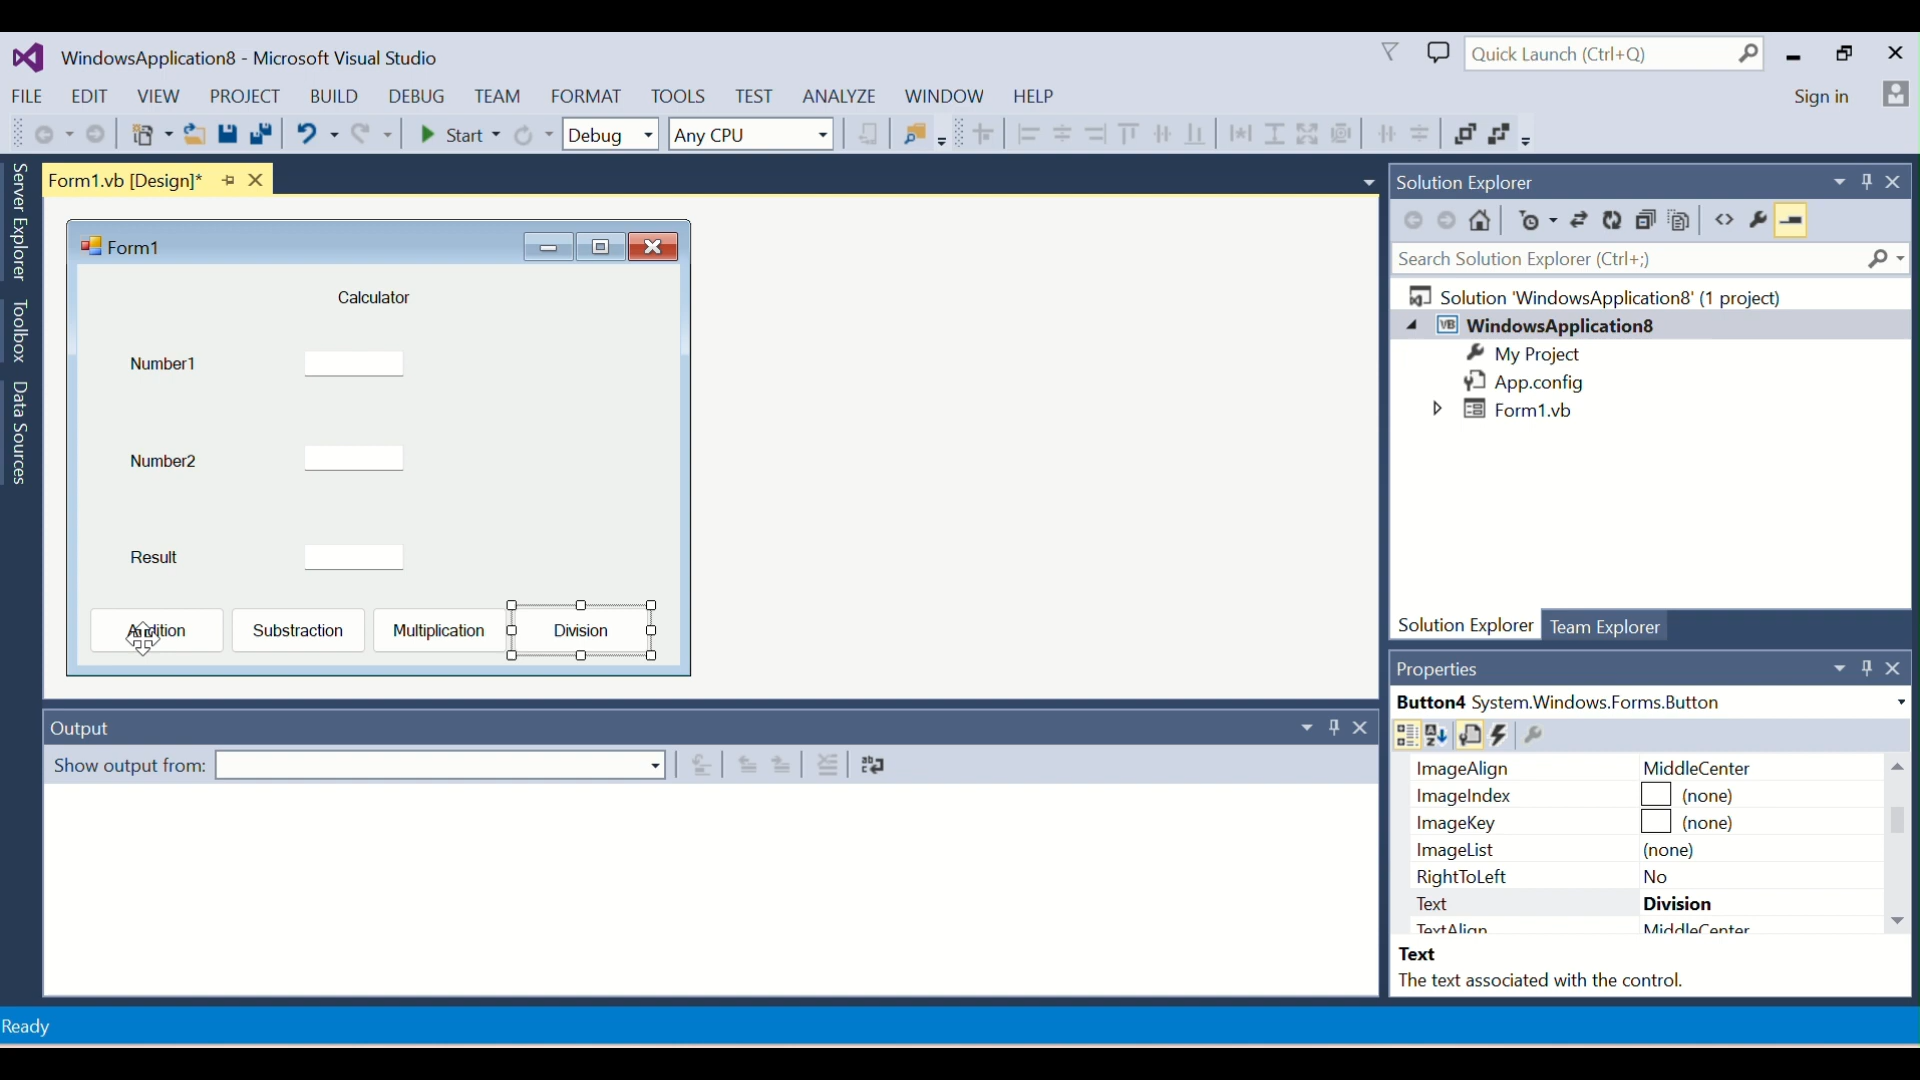 WindowsApplication8 - Microsoft Visual Studio
Quick Launch (Ctrl+Q)
FILE EDIT VIEW PROJECT BUILD DEBUG TEAM FORMAT TOOLS TEST ANALYZE WINDOW HELP
Sign in
Start Debug Any CPU
Server Explorer
Toolbox
Data Sources
Form1.vb [Design]*
Form1
Calculator
Number1
Number2
Result
Addition Substraction Multiplication Division
Output
Show output from:
Solution Explorer
Search Solution Explorer (Ctrl+;)
Solution 'WindowsApplication8' (1 project)
VB WindowsApplication8
My Project
App.config
Form1.vb
Solution Explorer Team Explorer
Properties
Button4 System.Windows.Forms.Button
ImageAlign MiddleCenter
ImageIndex (none)
ImageKey (none)
ImageList (none)
RightToLeft No
Text Division
TextAlign MiddleCenter
Text
The text associated with the control.
Ready